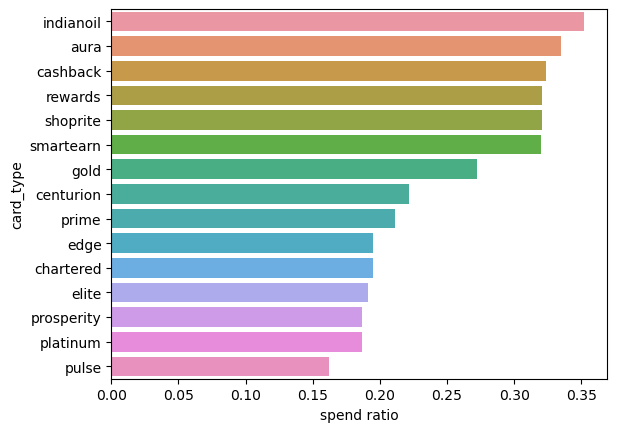 indianoil
aura
cashback
rewards
shoprite
smartearn
gold
centurion
prime
edge
chartered
elite
prosperity
platinum
pulse
card_type
0.00 0.05 0.10 0.15 0.20 0.25 0.30 0.35
spend ratio